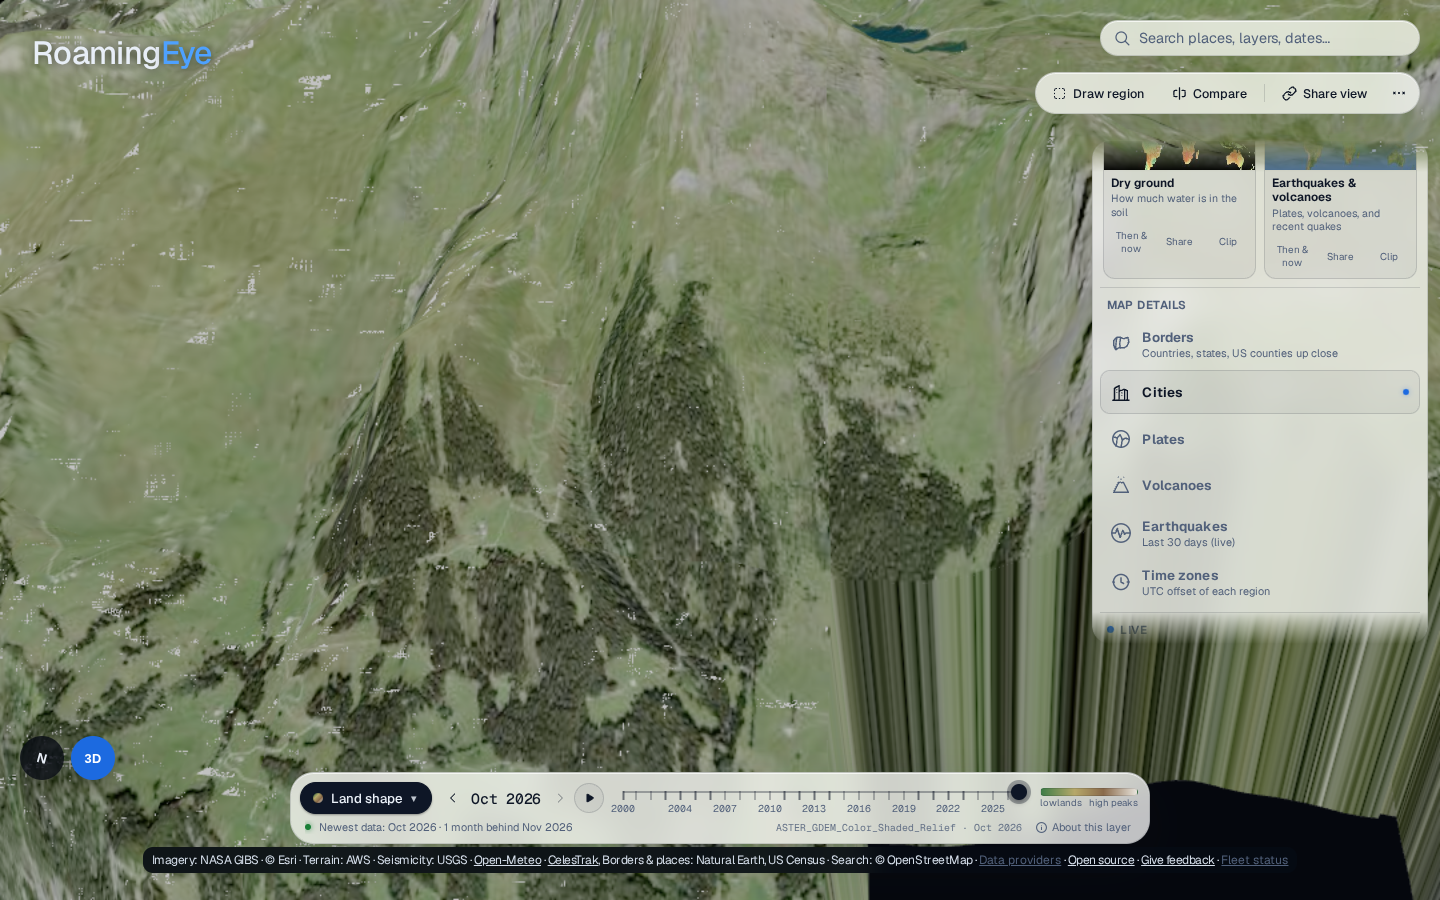 RoamingEye
Search places, layers, dates...
Draw region
Compare
Share view
Dry ground
How much water is in the
soil
Then &
now
Share
Clip
Earthquakes &
volcanoes
Plates, volcanoes, and
recent quakes
Then &
now
Share
Clip
MAP DETAILS
Borders
Countries, states, US counties up close
Cities
Plates
Volcanoes
Earthquakes
Last 30 days (live)
Time zones
UTC offset of each region
LIVE
N
3D
Land shape
Oct 2026
2000 2004 2007 2010 2013 2016 2019 2022 2025
lowlands high peaks
Newest data: Oct 2026 · 1 month behind Nov 2026
ASTER_GDEM_Color_Shaded_Relief · Oct 2026
About this layer
Imagery: NASA GIBS · © Esri · Terrain: AWS · Seismicity: USGS · Open-Meteo · CelesTrak, Borders & places: Natural Earth, US Census · Search: © OpenStreetMap · Data providers · Open source · Give feedback · Fleet status